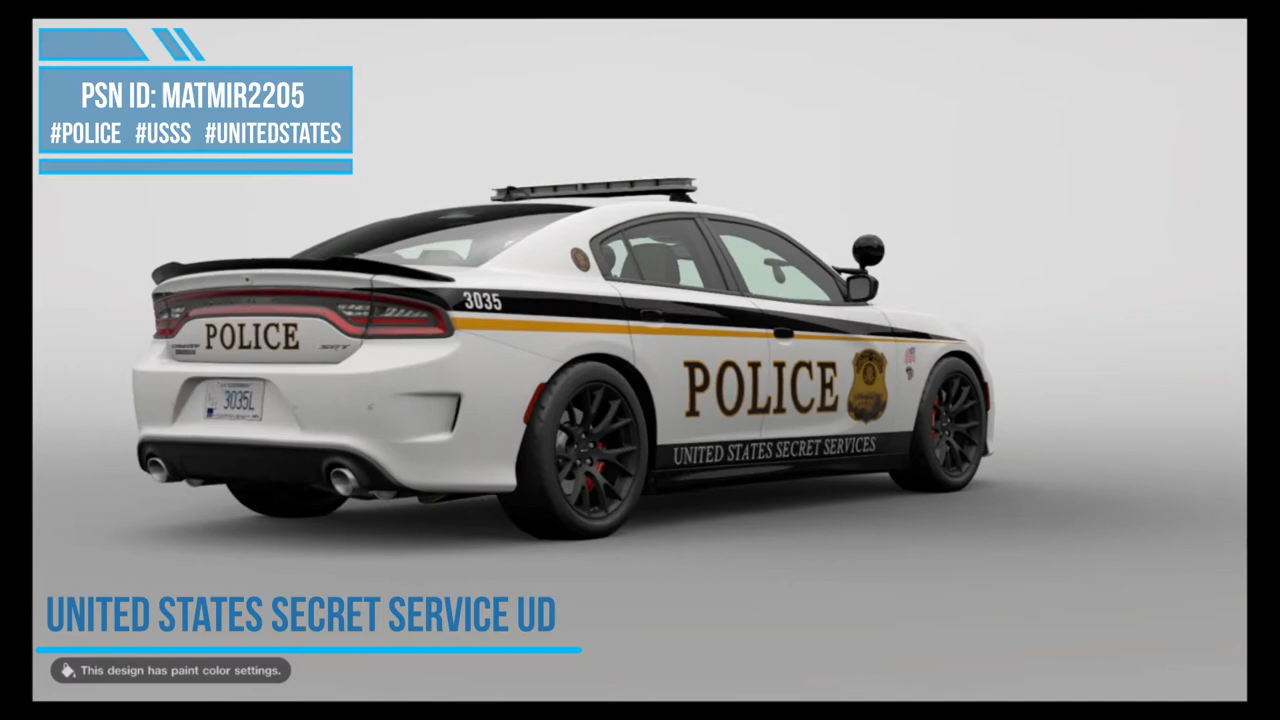 PSN ID: MATMIR2205
#POLICE #USSS #UNITEDSTATES
3035
POLICE
SRT
3035L
POLICE
UNITED STATES SECRET SERVICES
UNITED STATES SECRET SERVICE UD
This design has paint color settings.